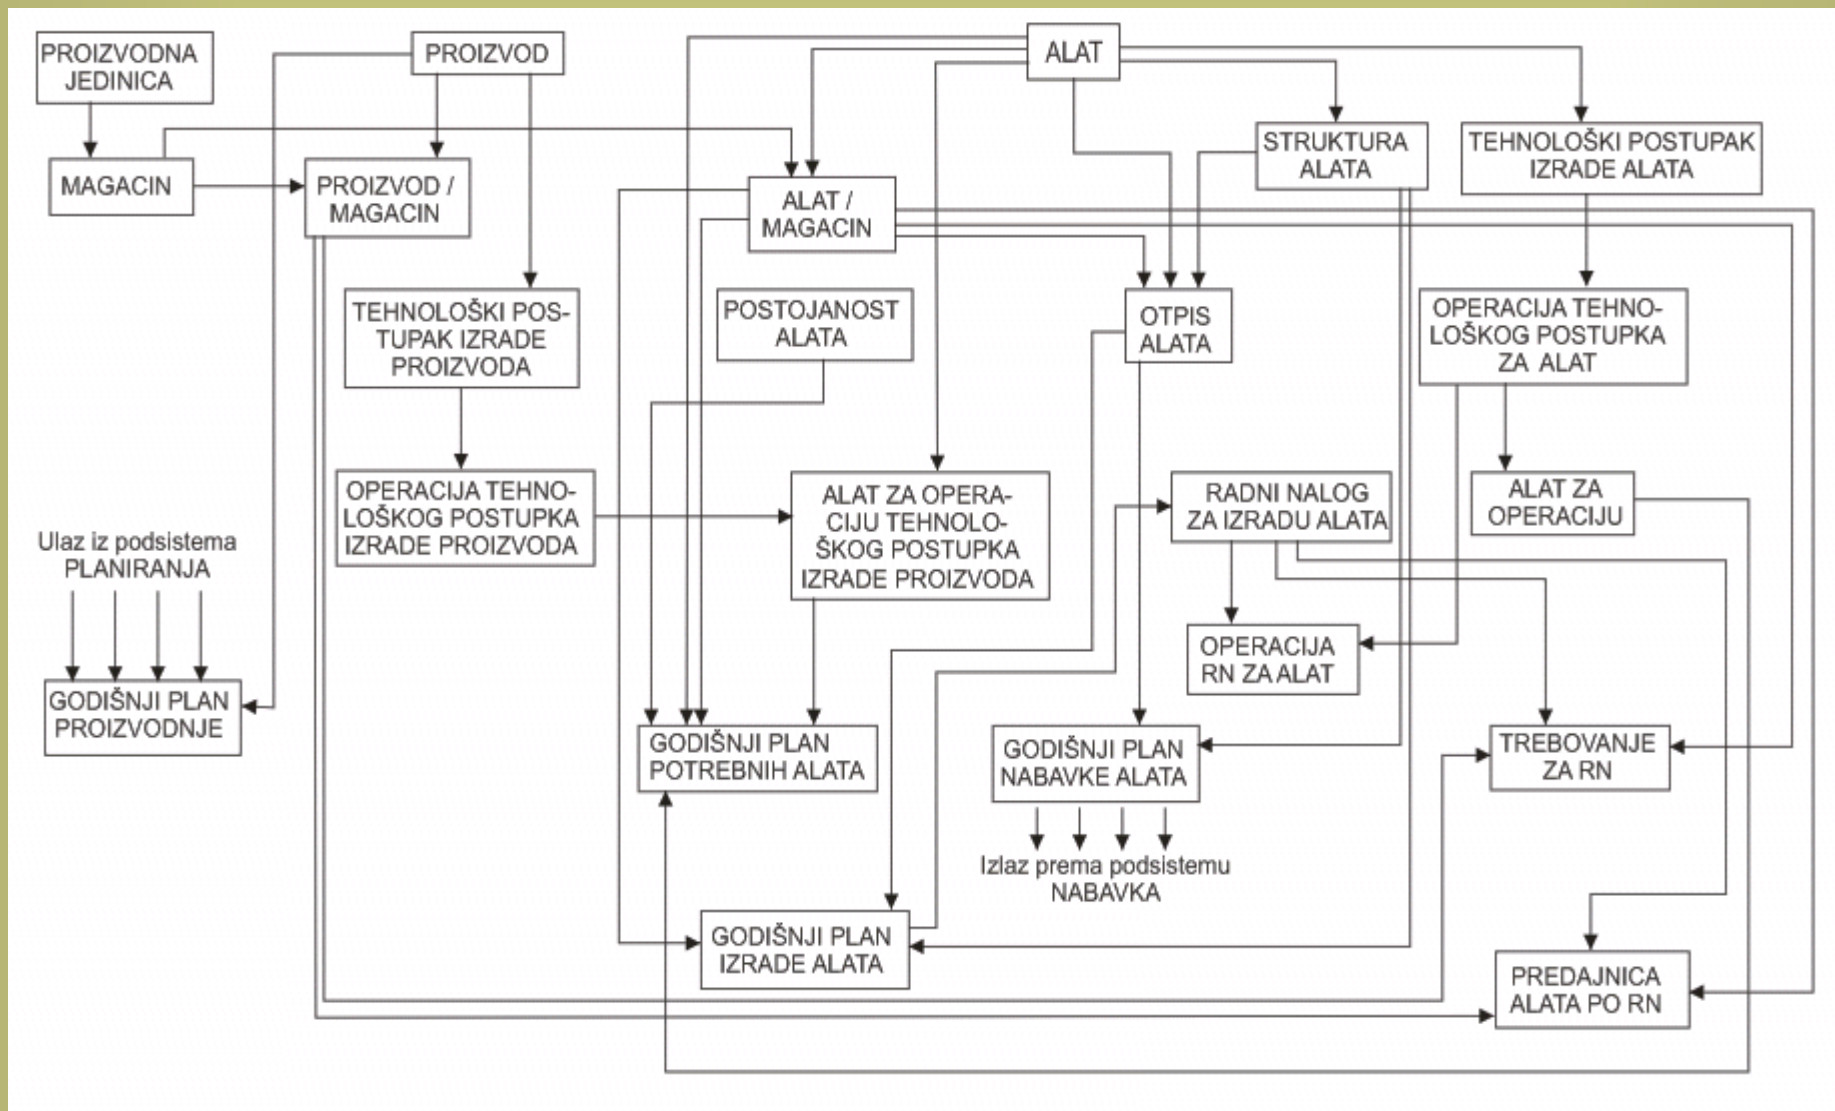 PROIZVODNA
JEDINICA
PROIZVOD
ALAT
MAGACIN
PROIZVOD /
MAGACIN
ALAT /
MAGACIN
STRUKTURA
ALATA
TEHNOLOŠKI POSTUPAK
IZRADE ALATA
TEHNOLOŠKI POS-
TUPAK IZRADE
PROIZVODA
POSTOJANOST
ALATA
OTPIS
ALATA
OPERACIJA TEHNO-
LOŠKOG POSTUPKA
ZA ALAT
OPERACIJA TEHNO-
LOŠKOG POSTUPKA
IZRADE PROIZVODA
ALAT ZA OPERA-
CIJU TEHNOLO-
ŠKOG POSTUPKA
IZRADE PROIZVODA
RADNI NALOG
ZA IZRADU ALATA
ALAT ZA
OPERACIJU
Ulaz iz podsistema
PLANIRANJA
OPERACIJA
RN ZA ALAT
GODIŠNJI PLAN
PROIZVODNJE
GODIŠNJI PLAN
POTREBNIH ALATA
GODIŠNJI PLAN
NABAVKE ALATA
TREBOVANJE
ZA RN
Izlaz prema podsistemu
NABAVKA
GODIŠNJI PLAN
IZRADE ALATA
PREDAJNICA
ALATA PO RN